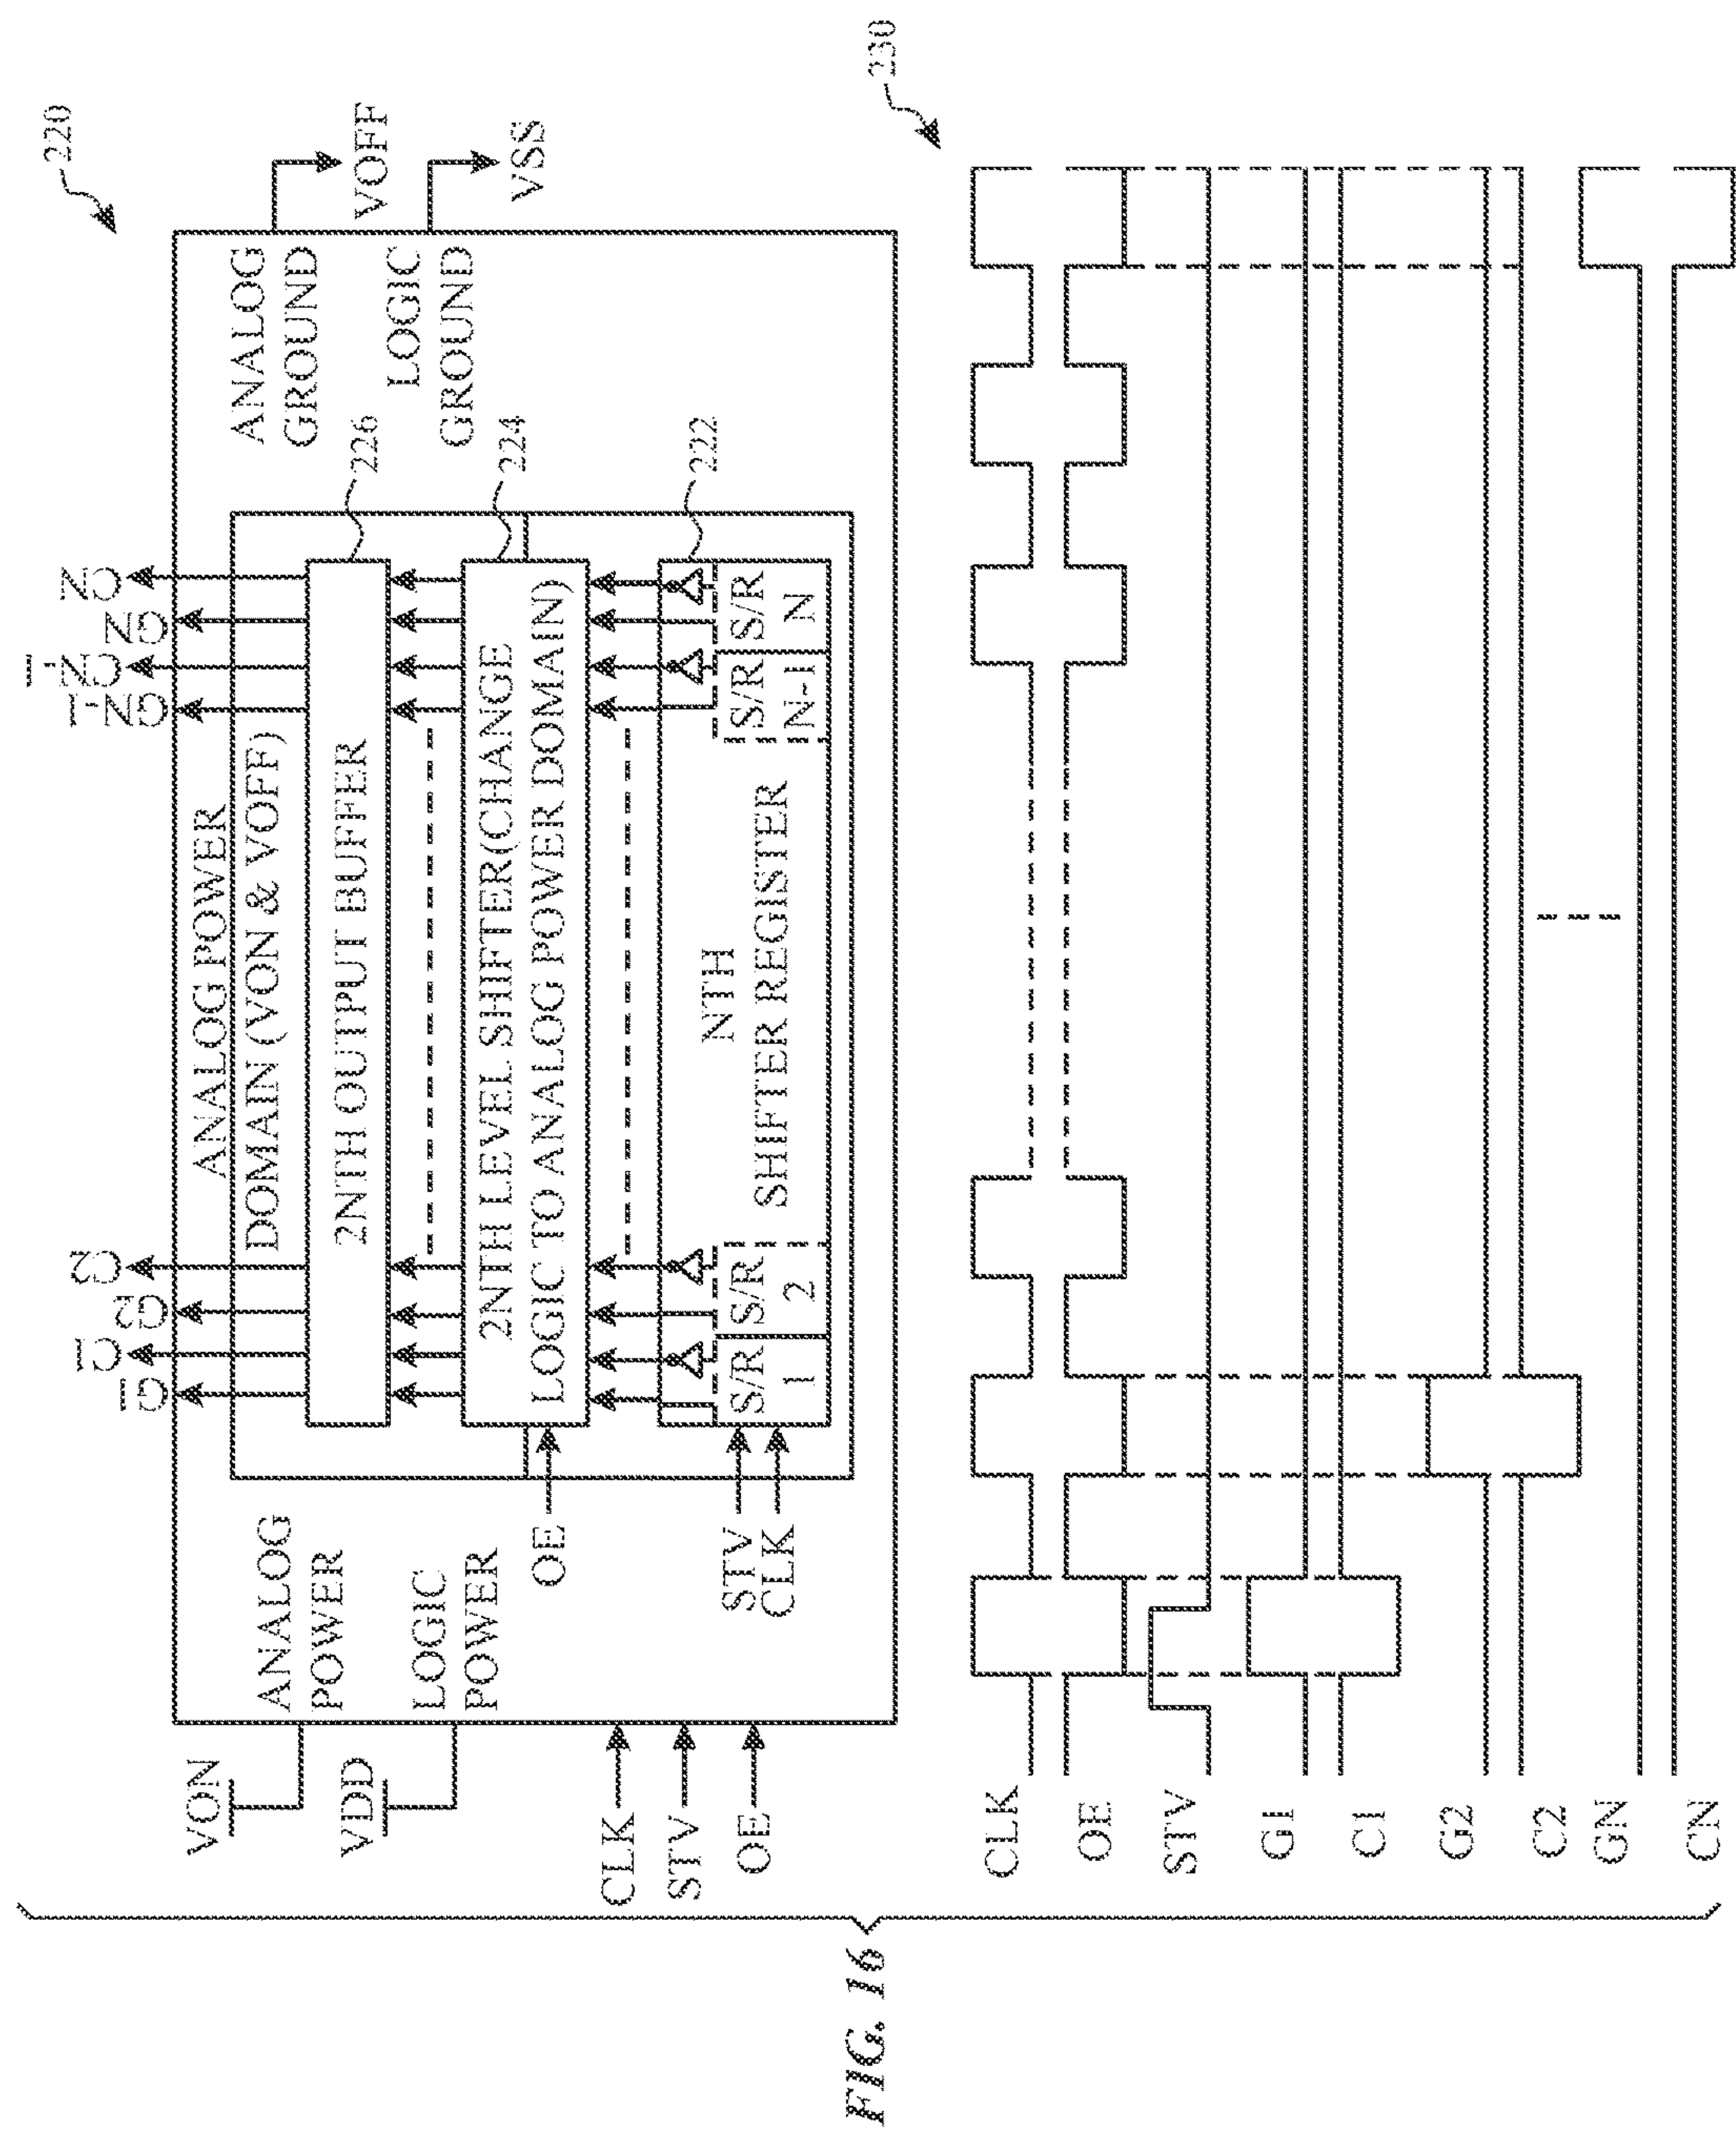 220
GN-1
CN-1
GN
CN
G1
C1
G2
C2
VON
ANALOG
POWER
VDD
LOGIC
POWER
CLK
STV
OE
ANALOG POWER
DOMAIN (VON & VOFF)
2NTH OUTPUT BUFFER
226
2NTH LEVEL SHIFTER(CHANGE
LOGIC TO ANALOG POWER DOMAIN)
224
OE
STV
CLK
S/R
1
S/R
2
NTH
SHIFTER REGISTER
S/R
N-1
S/R
N
222
ANALOG
GROUND
VOFF
LOGIC
GROUND
VSS
230
CLK
OE
STV
G1
C1
G2
C2
GN
CN
FIG. 16